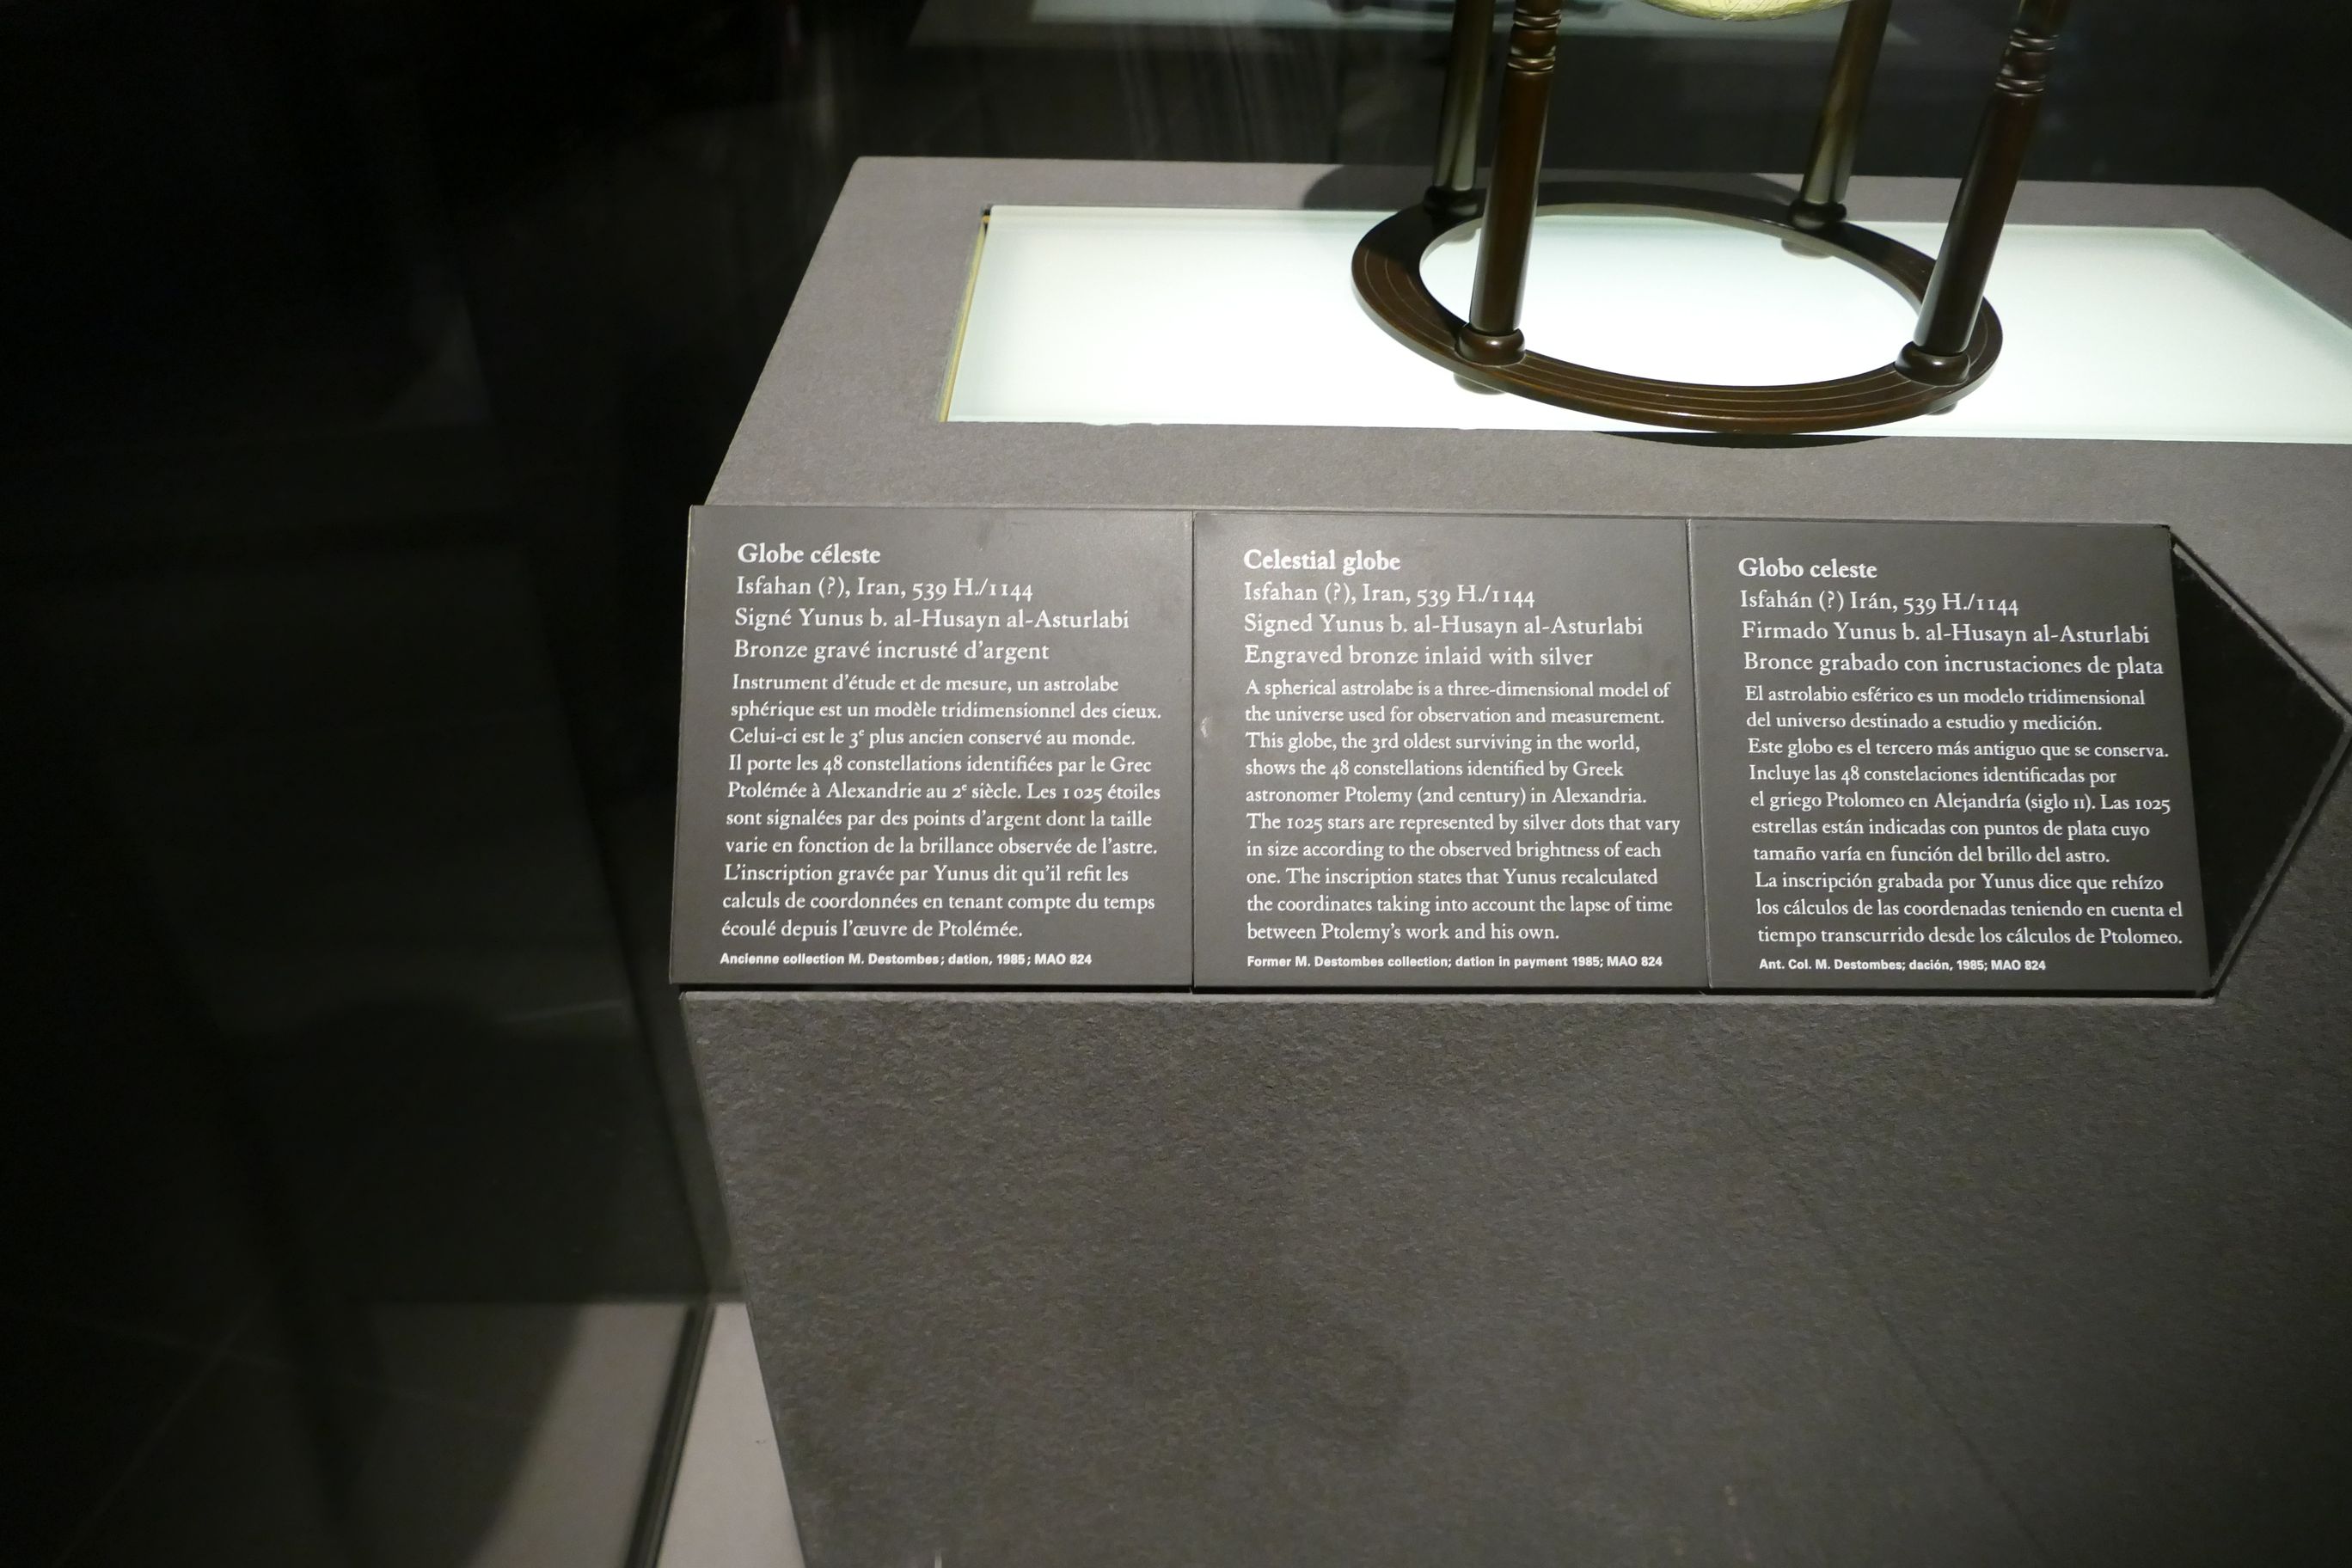 Globe céleste
Isfahan (?), Iran, 539 H./1144
Signé Yunus b. al-Husayn al-Asturlabi
Bronze gravé incrusté d'argent
Instrument d'étude et de mesure, un astrolabe
sphérique est un modèle tridimensionnel des cieux.
Celui-ci est le 3e plus ancien conservé au monde.
Il porte les 48 constellations identifiées par le Grec
Ptolémée à Alexandrie au 2e siècle. Les 1 025 étoiles
sont signalées par des points d'argent dont la taille
varie en fonction de la brillance observée de l'astre.
L'inscription gravée par Yunus dit qu'il refit les
calculs de coordonnées en tenant compte du temps
écoulé depuis l'œuvre de Ptolémée.
Ancienne collection M. Destombes ; dation, 1985 ; MAO 824
Celestial globe
Isfahan (?), Iran, 539 H./1144
Signed Yunus b. al-Husayn al-Asturlabi
Engraved bronze inlaid with silver
A spherical astrolabe is a three-dimensional model of
the universe used for observation and measurement.
This globe, the 3rd oldest surviving in the world,
shows the 48 constellations identified by Greek
astronomer Ptolemy (2nd century) in Alexandria.
The 1025 stars are represented by silver dots that vary
in size according to the observed brightness of each
one. The inscription states that Yunus recalculated
the coordinates taking into account the lapse of time
between Ptolemy's work and his own.
Former M. Destombes collection; dation in payment 1985; MAO 824
Globo celeste
Isfahán (?) Irán, 539 H./1144
Firmado Yunus b. al-Husayn al-Asturlabi
Bronce grabado con incrustaciones de plata
El astrolabio esférico es un modelo tridimensional
del universo destinado a estudio y medición.
Este globo es el tercero más antiguo que se conserva.
Incluye las 48 constelaciones identificadas por
el griego Ptolomeo en Alejandría (siglo II). Las 1025
estrellas están indicadas con puntos de plata cuyo
tamaño varía en función del brillo del astro.
La inscripción grabada por Yunus dice que rehízo
los cálculos de las coordenadas teniendo en cuenta el
tiempo transcurrido desde los cálculos de Ptolomeo.
Ant. Col. M. Destombes; dación, 1985; MAO 824